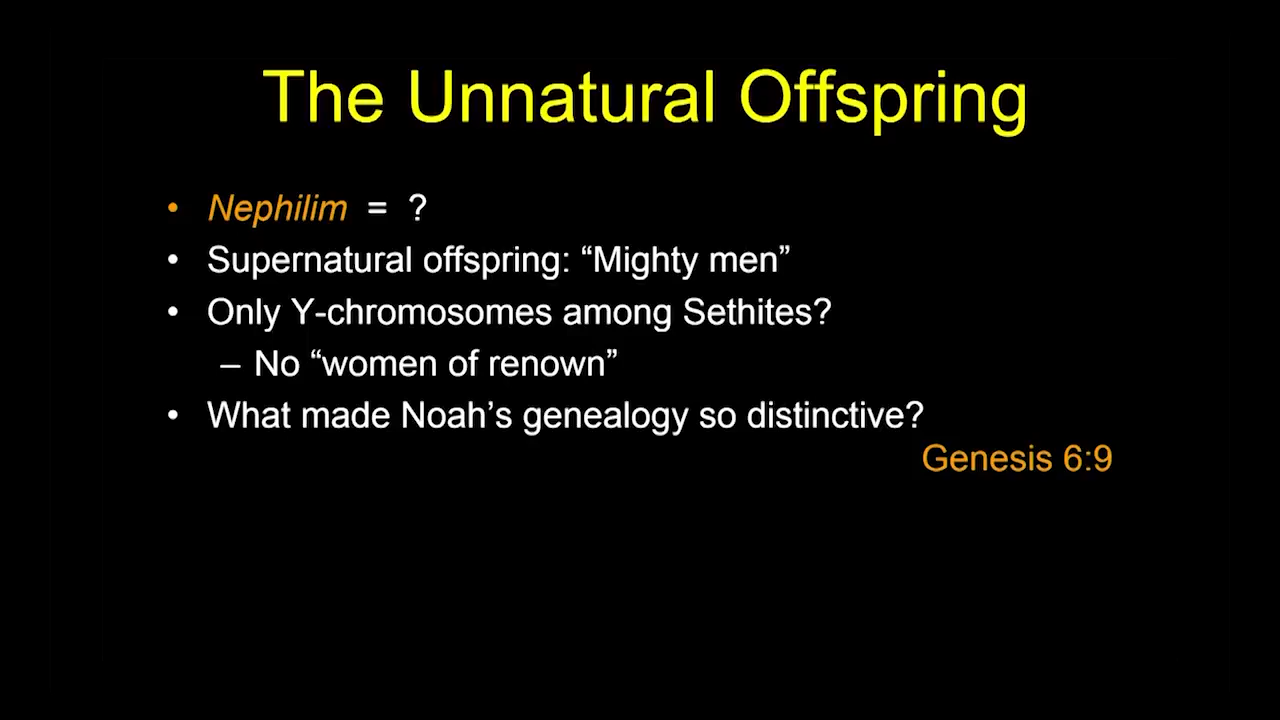 The Unnatural Offspring
• Nephilim = ?
• Supernatural offspring: “Mighty men”
• Only Y-chromosomes among Sethites?
– No “women of renown”
• What made Noah’s genealogy so distinctive?
Genesis 6:9